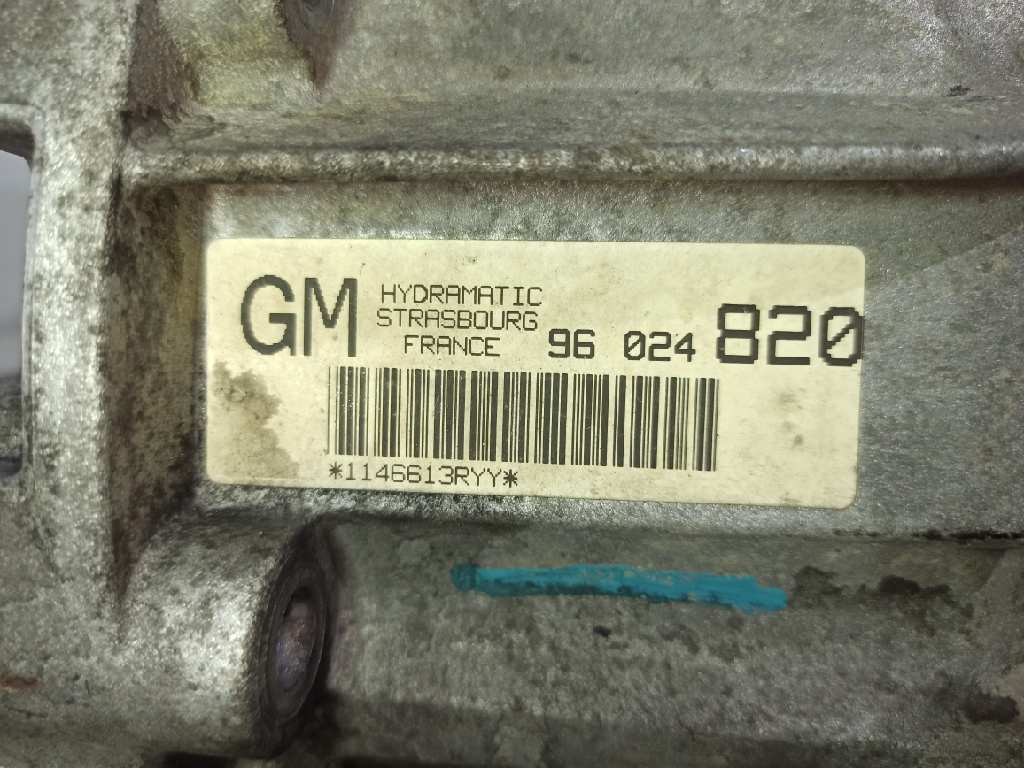 GM
HYDRAMATIC
STRASBOURG
FRANCE 96 024 820
*1146613RYY*